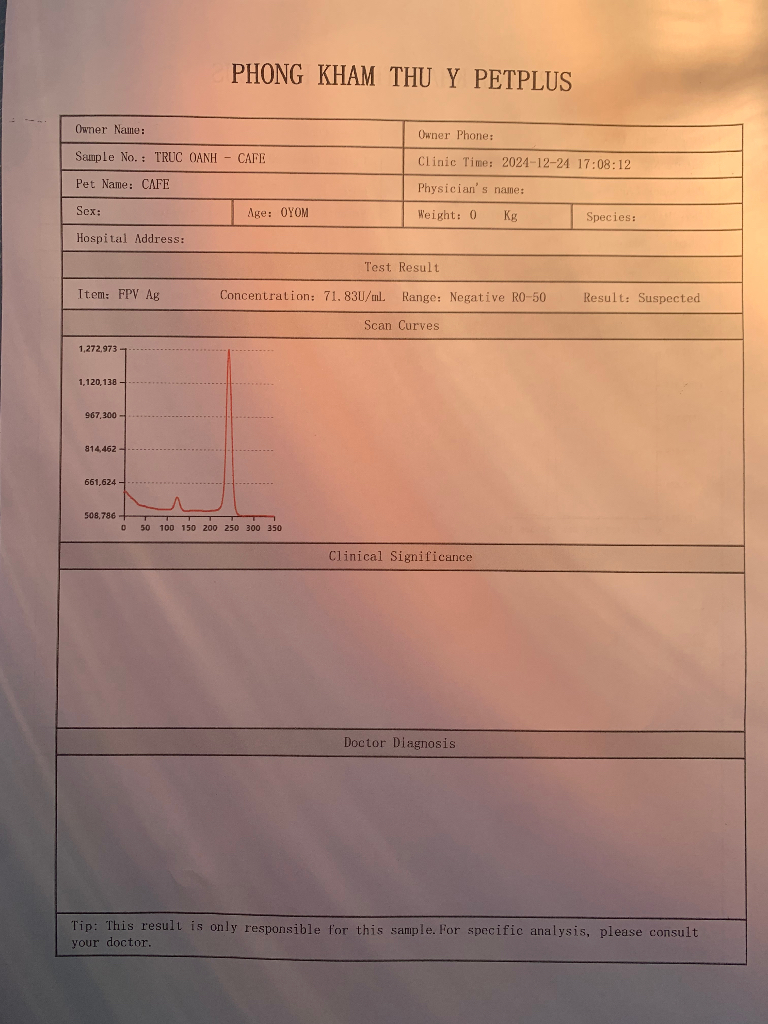 PHONG KHAM THU Y PETPLUS
Owner Name:
Owner Phone:
Sample No.: TRUC OANH - CAFE
Clinic Time: 2024-12-24 17:08:12
Pet Name: CAFE
Physician's name:
Sex:
Age: 0Y0M
Weight: 0 Kg
Species:
Hospital Address:
Test Result
Item: FPV Ag Concentration: 71.83U/mL Range: Negative R0-50 Result: Suspected
Scan Curves
1,272,973
1,120,138
967,300
814,462
661,624
508,786
0 50 100 150 200 250 300 350
Clinical Significance
Doctor Diagnosis
Tip: This result is only responsible for this sample.For specific analysis, please consult
your doctor.